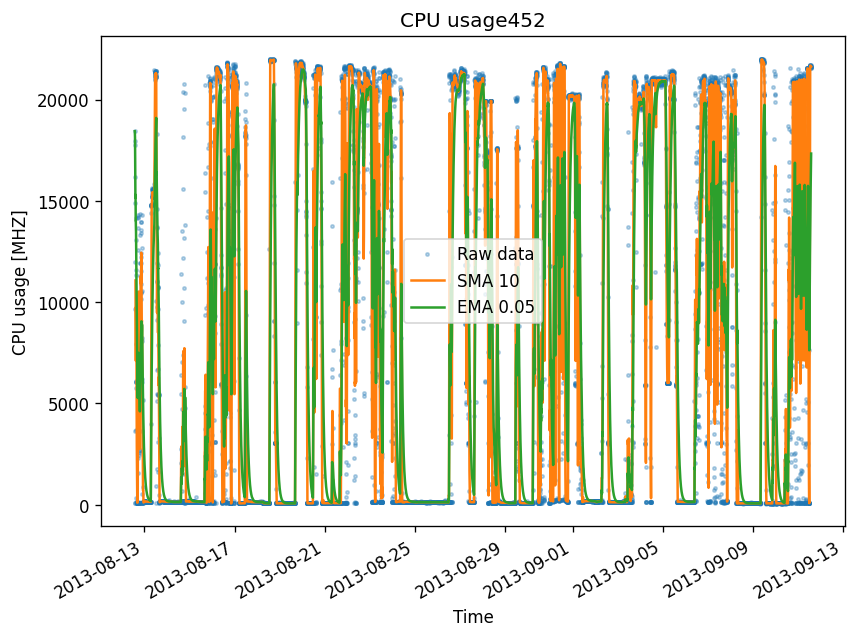 CPU usage452
CPU usage [MHZ]
20000
15000
10000
5000
0
Raw data
SMA 10
EMA 0.05
2013-08-13
2013-08-17
2013-08-21
2013-08-25
2013-08-29
2013-09-01
2013-09-05
2013-09-09
2013-09-13
Time